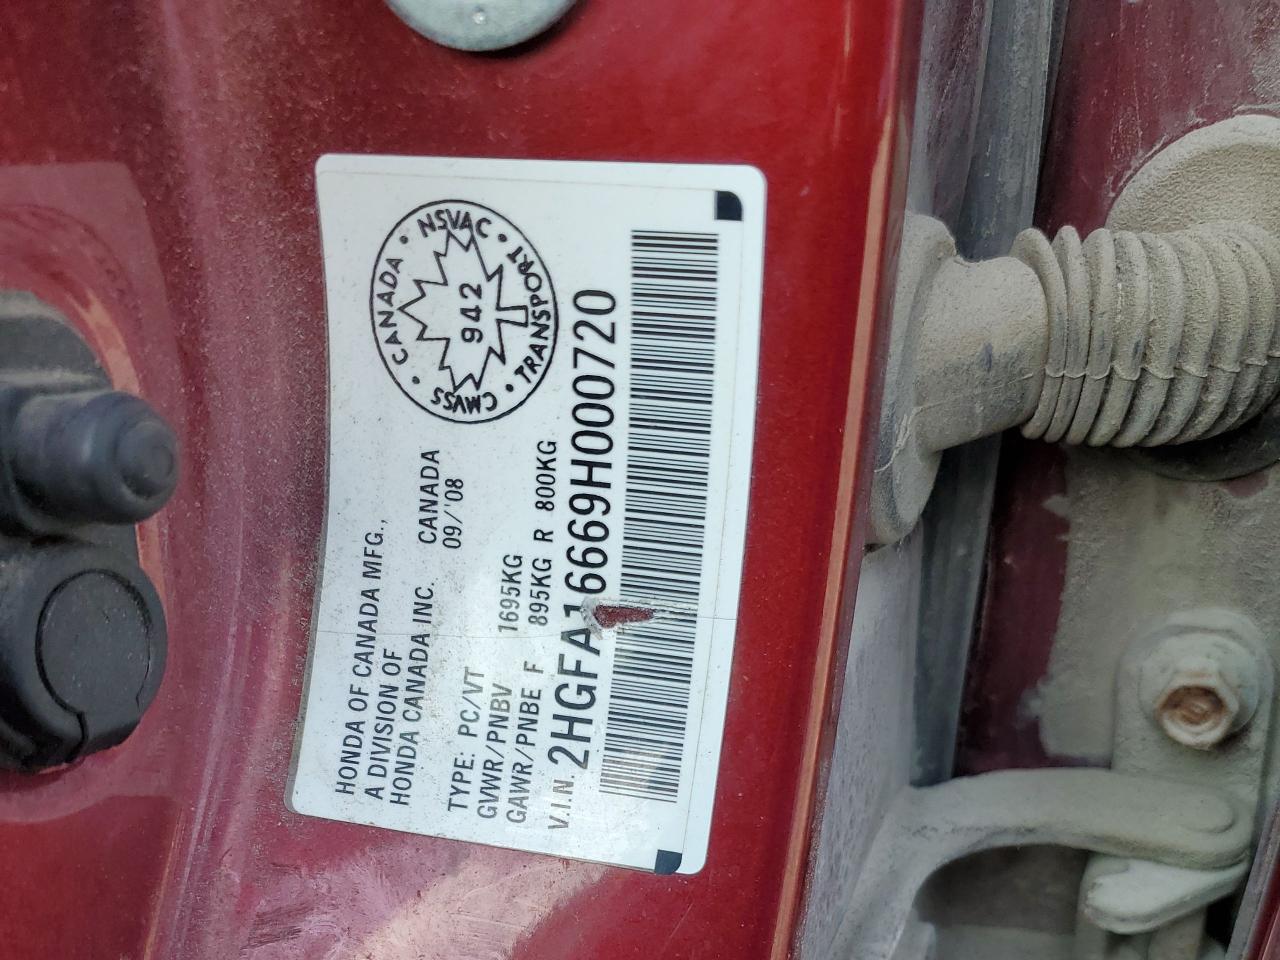 HONDA OF CANADA MFG.,
A DIVISION OF
HONDA CANADA INC.
CANADA
09/'08
TYPE: PC/VT
GVWR/PNBV 1695KG
GAWR/PNBE F 895KG R 800KG
V.I.N. 2HGFA16669H000720
CANADA • NSVAC • TRANSPORT • CMVSS •
942